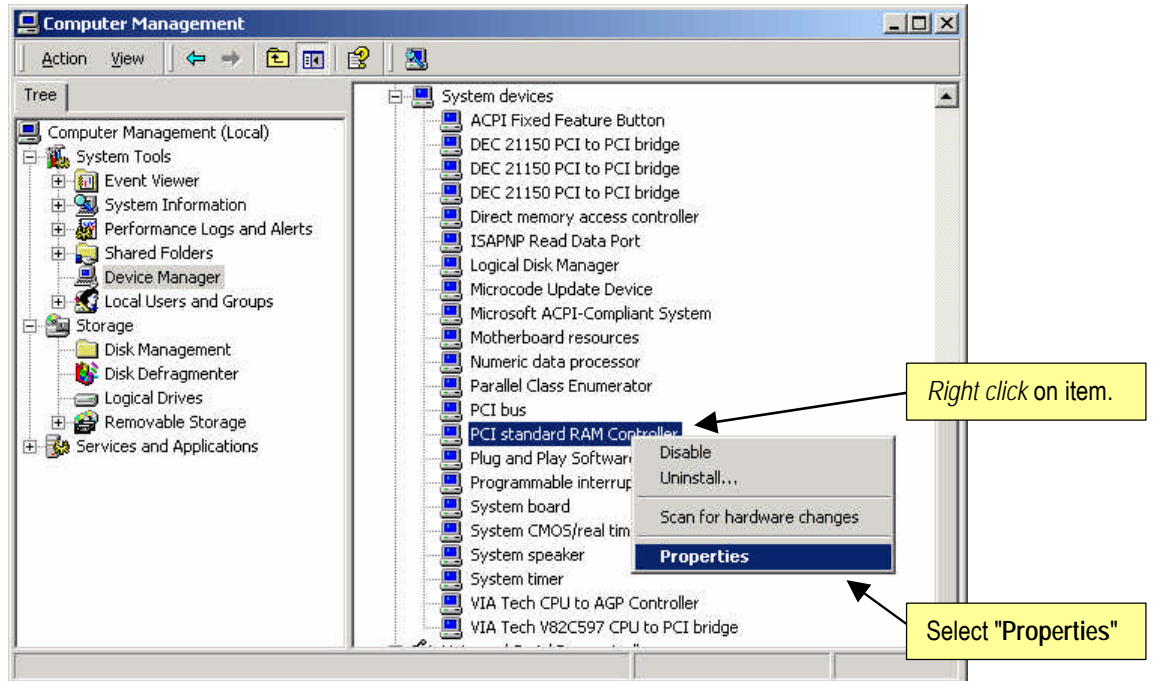 Computer Management
Action View
Tree
Computer Management (Local)
System Tools
Event Viewer
System Information
Performance Logs and Alerts
Shared Folders
Device Manager
Local Users and Groups
Storage
Disk Management
Disk Defragmenter
Logical Drives
Removable Storage
Services and Applications
System devices
ACPI Fixed Feature Button
DEC 21150 PCI to PCI bridge
DEC 21150 PCI to PCI bridge
DEC 21150 PCI to PCI bridge
Direct memory access controller
ISAPNP Read Data Port
Logical Disk Manager
Microcode Update Device
Microsoft ACPI-Compliant System
Motherboard resources
Numeric data processor
Parallel Class Enumerator
PCI bus
PCI standard RAM Controller
Plug and Play Software
Programmable interrup
System board
System CMOS/real tim
System speaker
System timer
VIA Tech CPU to AGP Controller
VIA Tech V82C597 CPU to PCI bridge
Disable
Uninstall...
Scan for hardware changes
Properties
Right click on item.
Select "Properties"